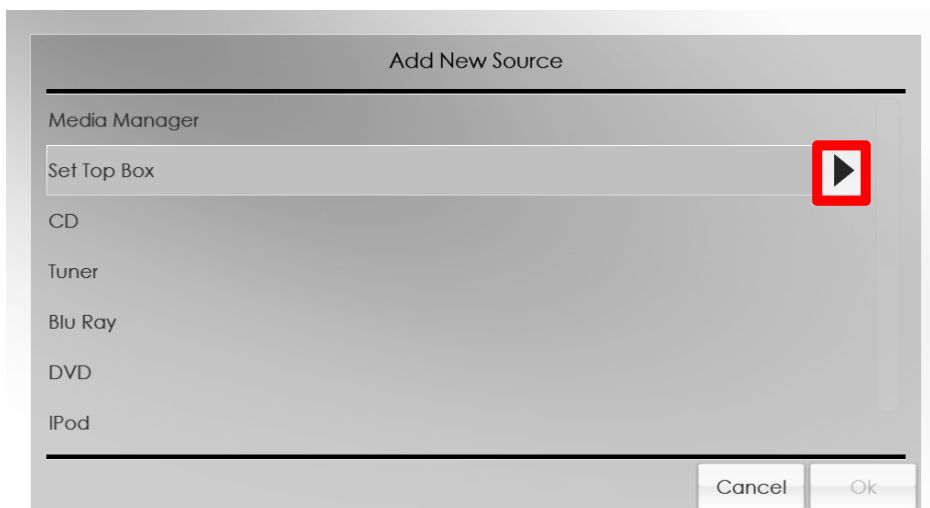 Add New Source
Media Manager
Set Top Box
CD
Tuner
Blu Ray
DVD
IPod
Cancel
Ok